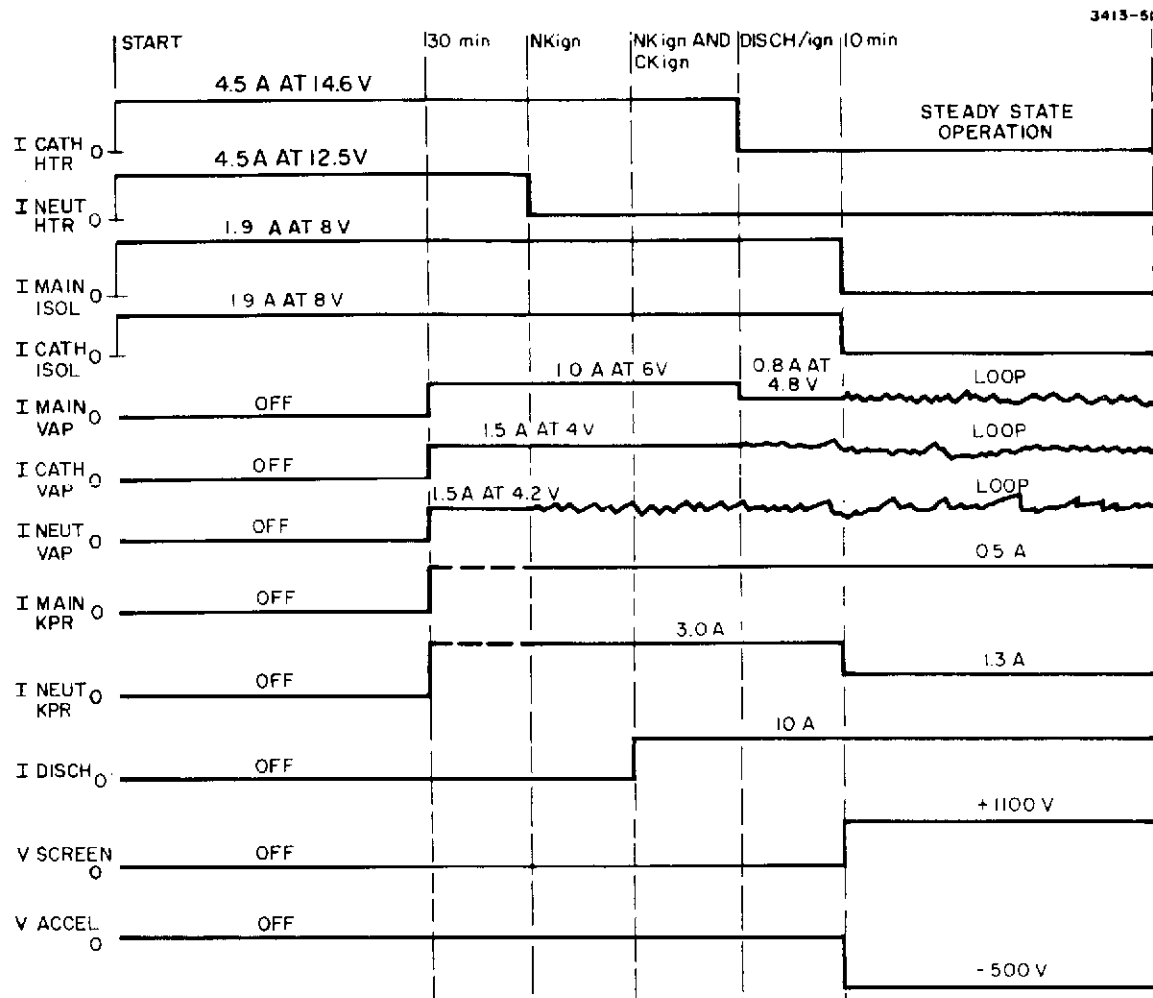 3413-5
START
30 min
NKign
NKign AND
CKign
DISCH/ign
10 min
4.5 A AT 14.6 V
STEADY STATE
OPERATION
I CATH
HTR
0
4.5 A AT 12.5V
I NEUT
HTR
0
1.9 A AT 8 V
I MAIN
ISOL
0
1.9 A AT 8 V
I CATH
ISOL
0
1.0 A AT 6V
0.8 A AT
4.8 V
LOOP
I MAIN
VAP
0
OFF
1.5 A AT 4 V
LOOP
I CATH
VAP
0
OFF
1.5 A AT 4.2 V
LOOP
I NEUT
VAP
0
OFF
0.5 A
I MAIN
KPR
0
OFF
3.0 A
1.3 A
I NEUT
KPR
0
OFF
10 A
I DISCH
0
OFF
+1100 V
V SCREEN
0
OFF
V ACCEL
0
OFF
-500 V